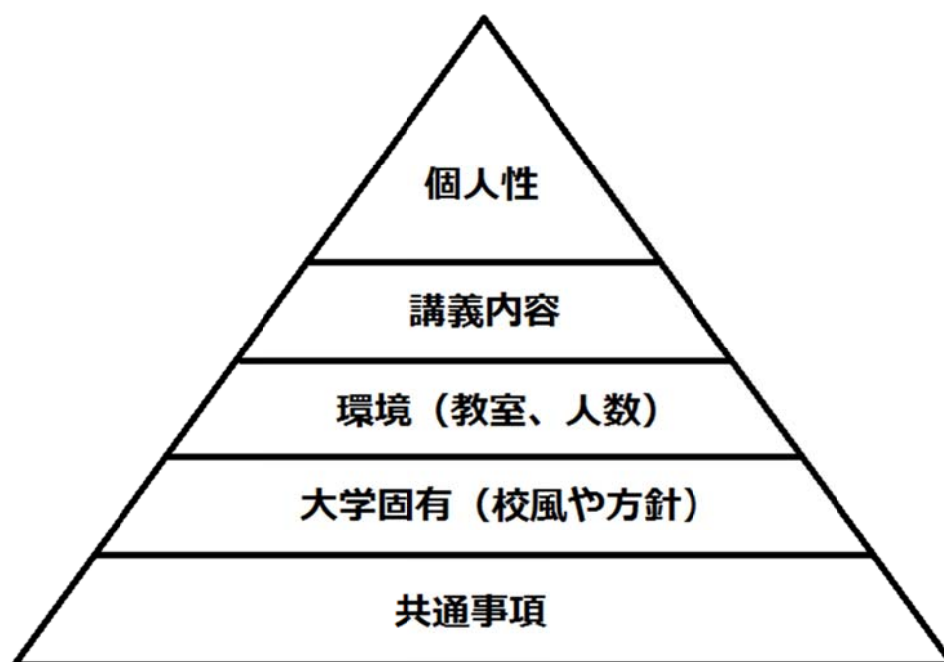 個人性
講義内容
環境（教室、人数）
大学固有（校風や方針）
共通事項